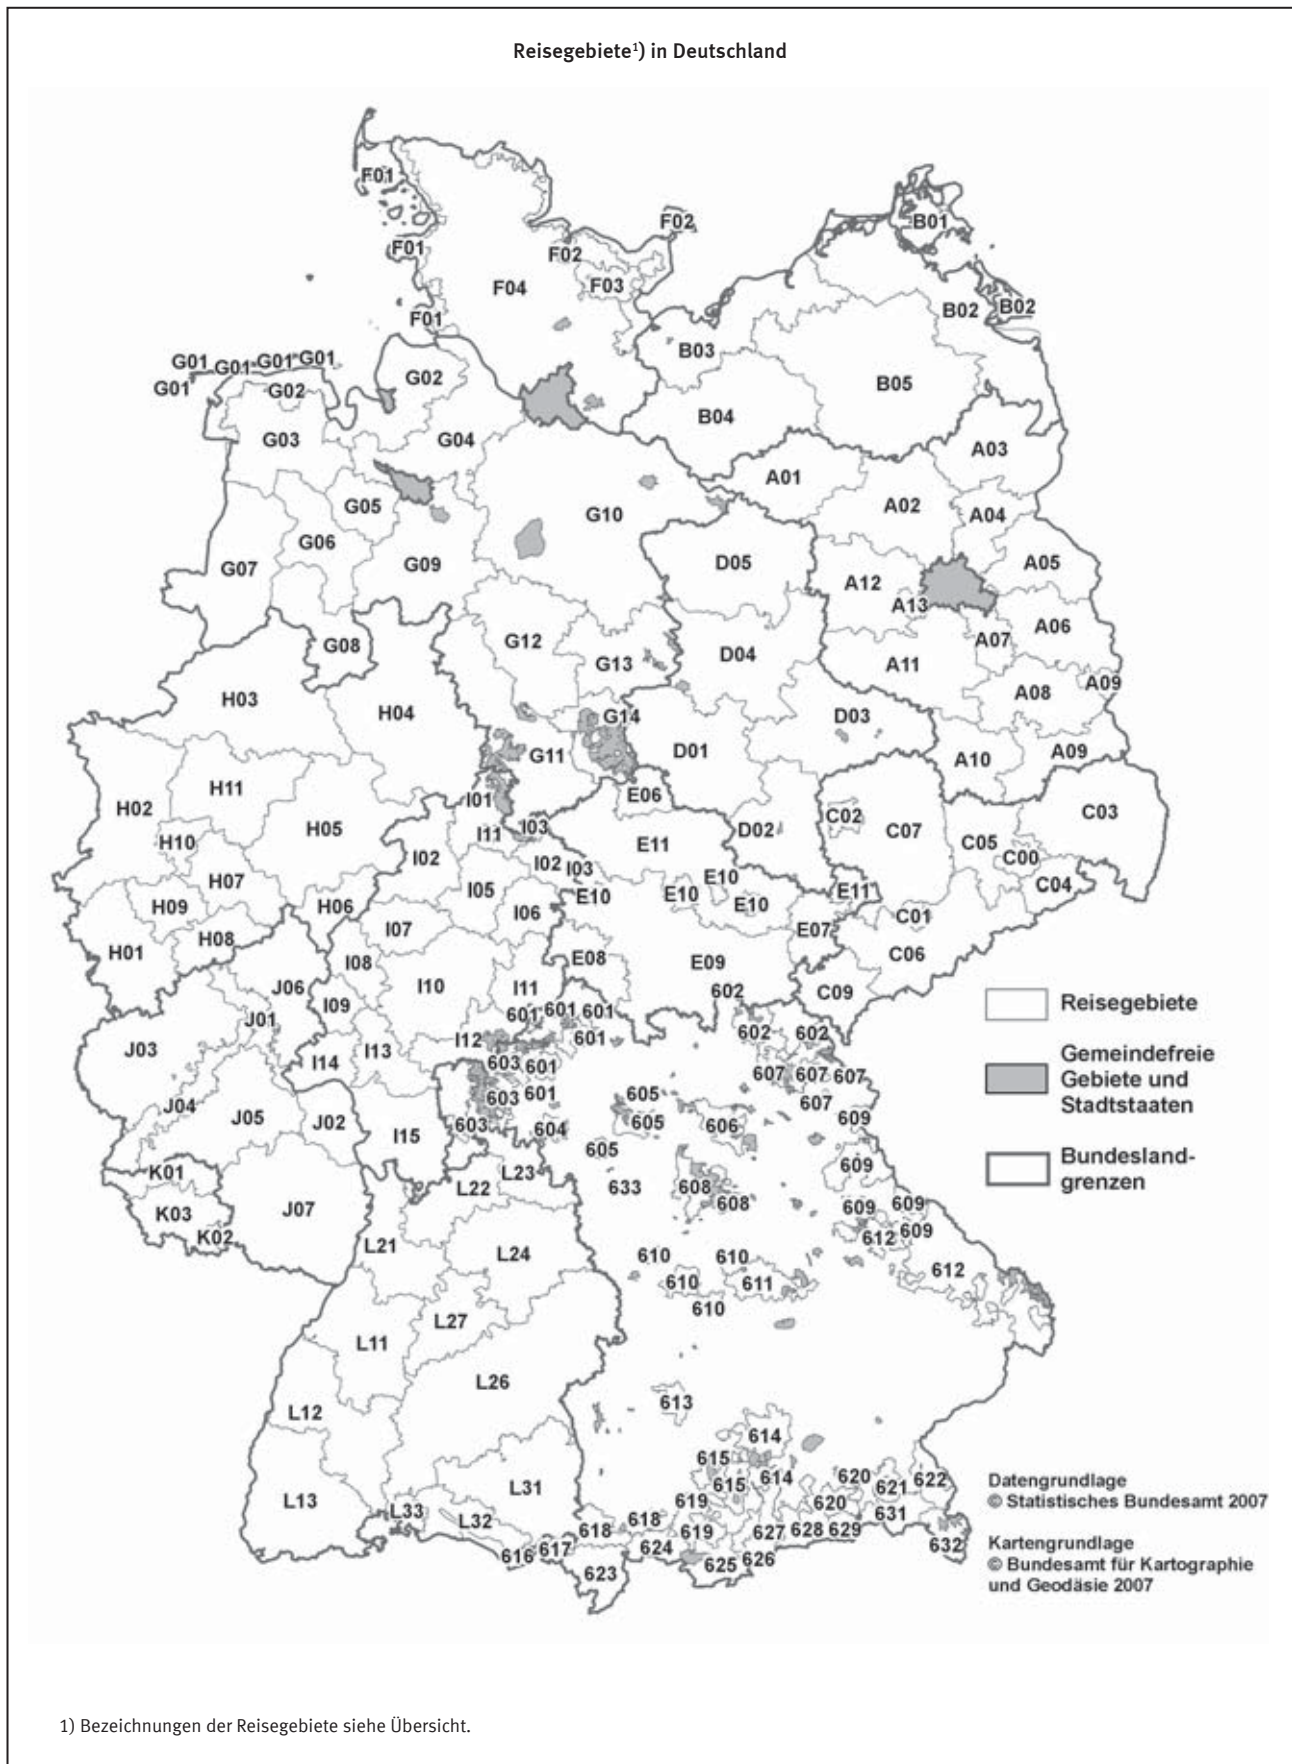 Reisegebiete¹) in Deutschland
F01
F02
B01
F01
F02
F03
F04
B02 B02
F01
B03
G01 G01 G01 G01
G01
G02
G02
B05
B04
G03
G04
A03
A01
G05
G10
A02
A04
G06
G07
G09
D05
A12
A05
A13
G08
G12
G13
D04
A07
A06
A11
H03
H04
G14
D03
A08
A09
G11
D01
A10
A09
H02
H11
I01
E06
H05
I11
I03
D02
C02
C07
C03
H10
I02
E11
C05
C00
I02
I03
H07
I05
E10
E10
E10
E11
C04
H09
H06
I06
E10
C01
H01
H08
I07
E07
E08
E09
C06
I08
J06
I10
I11
602
C09
I09
601
601
601
J01
J03
I12
601
602
602
I14
I13
603
601
607
607
607
J04
J05
603
601
605
607
J02
I15
603
604
605
606
609
605
K01
L23
609
L22
633
608
K03
J07
608
609
609
K02
L21
L24
612
609
610
610
612
610
611
610
L27
L11
L26
613
L12
614
615
615
614
620
621
622
L13
L31
619
620
L33
L32
618
618
619
627
628
629
631
616
617
624
632
623
625
626
Reisegebiete
Gemeindefreie
Gebiete und
Stadtstaaten
Bundesland-
grenzen
Datengrundlage
© Statistisches Bundesamt 2007
Kartengrundlage
© Bundesamt für Kartographie
und Geodäsie 2007
1) Bezeichnungen der Reisegebiete siehe Übersicht.